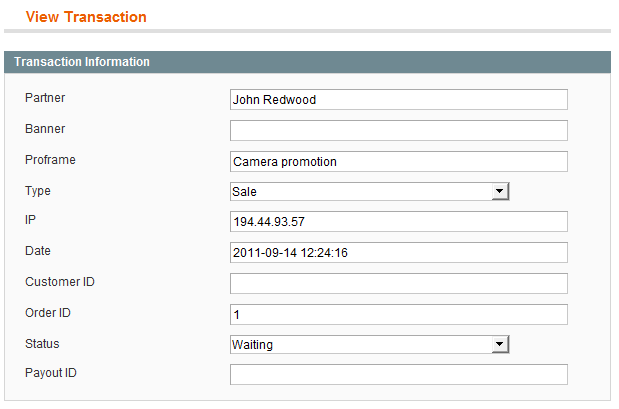 View Transaction
Transaction Information
Partner John Redwood
Banner
Proframe Camera promotion
Type Sale
IP 194.44.93.57
Date 2011-09-14 12:24:16
Customer ID
Order ID 1
Status Waiting
Payout ID